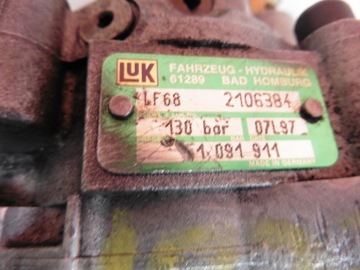 LUK FAHRZEUG - HYDRAULIK
61289 BAD HOMBURG
LF68 2106384
130 bar 07L97
1 091 911
MADE IN GERMANY